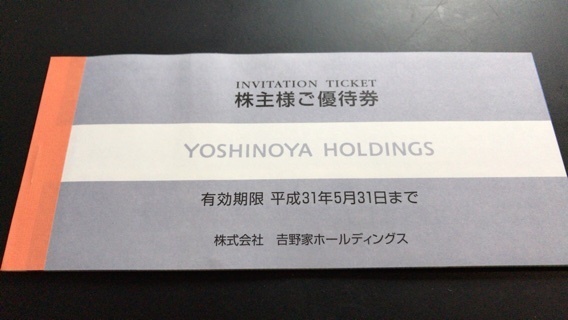 INVITATION TICKET
株主様ご優待券
YOSHINOYA HOLDINGS
有効期限 平成31年5月31日まで
株式会社 𠮷野家ホールディングス